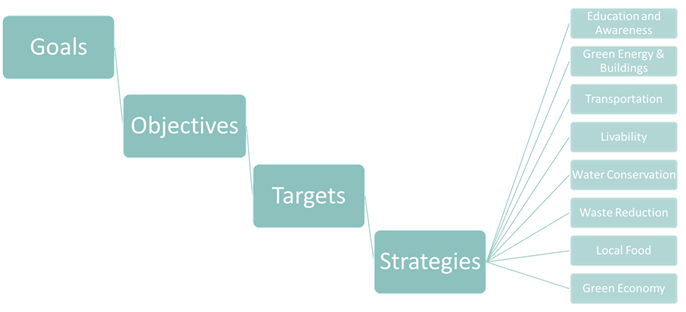 Goals
Objectives
Targets
Strategies
Education and
Awareness
Green Energy &
Buildings
Transportation
Livability
Water Conservation
Waste Reduction
Local Food
Green Economy